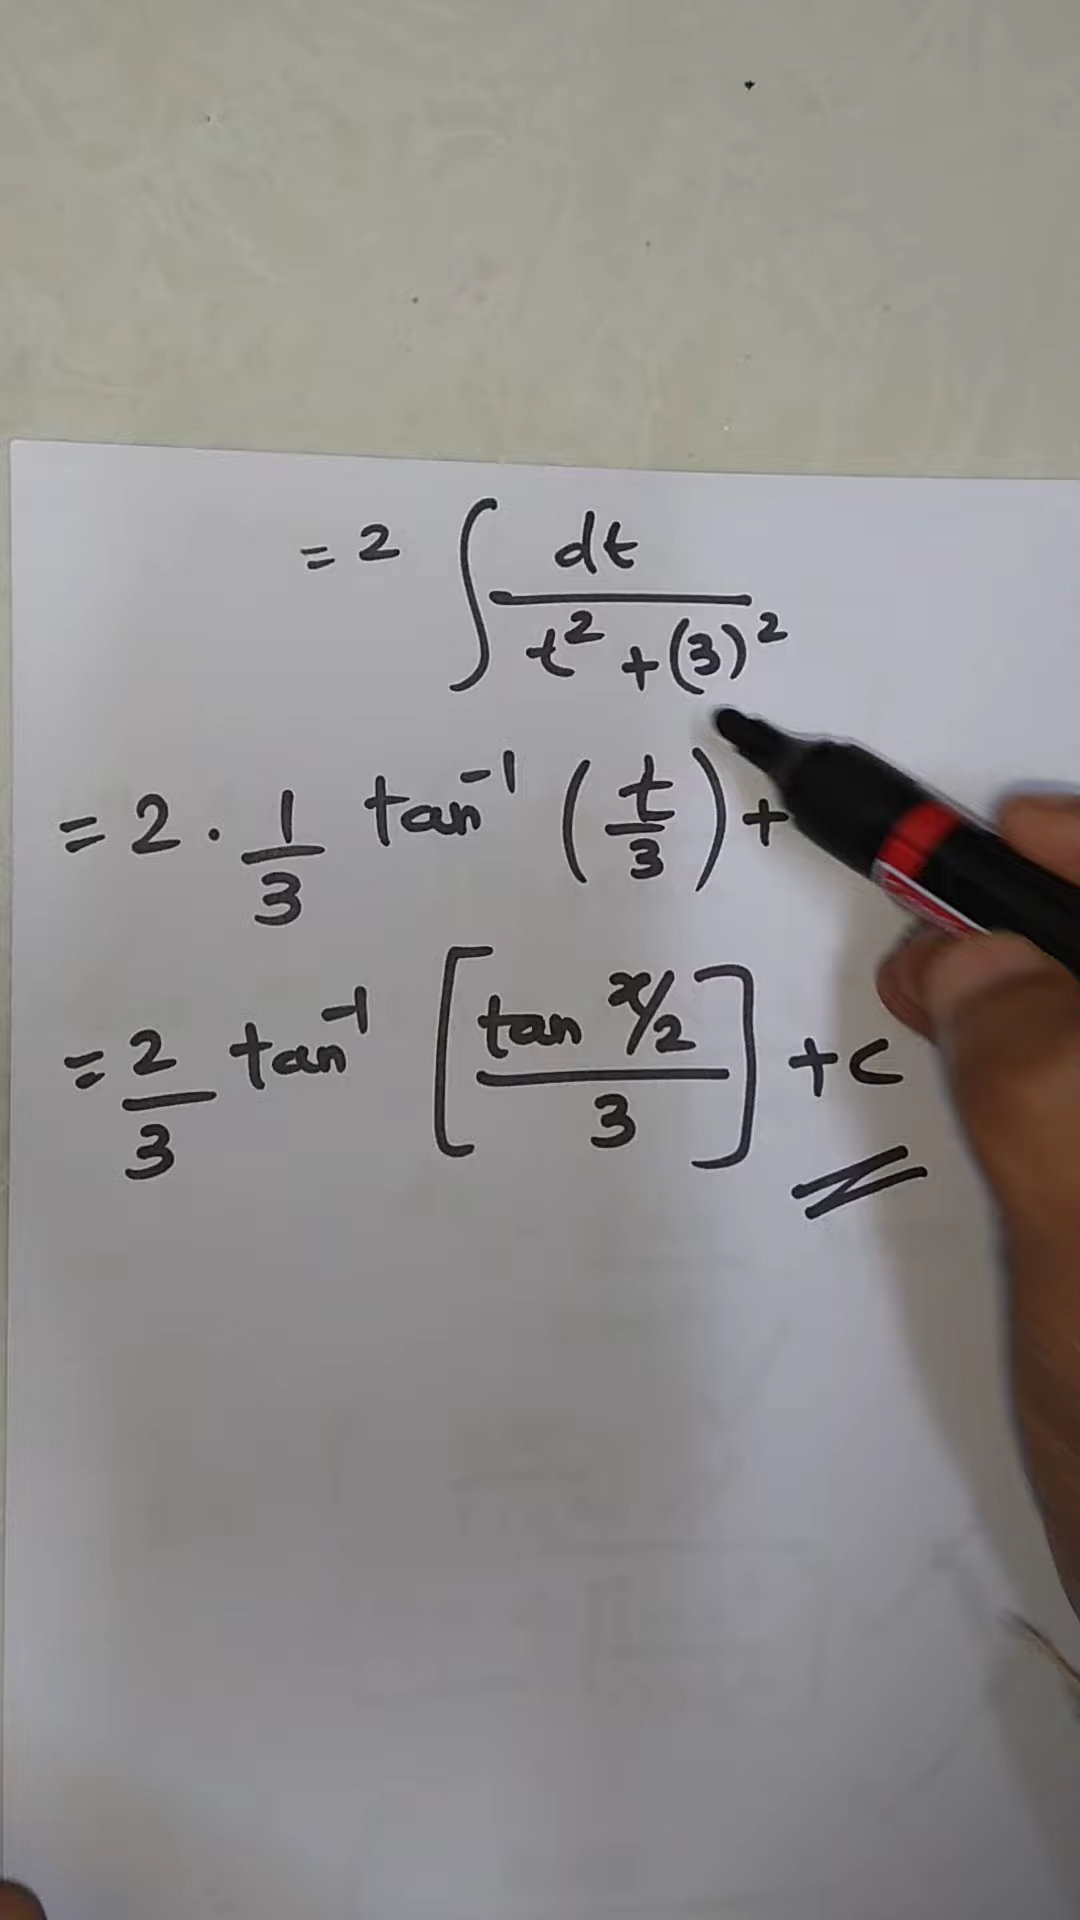 = 2 ∫ dt / t² + (3)²
= 2 . 1/3 tan⁻¹ (t/3) +
= 2/3 tan⁻¹ [tan x/2 / 3] + c